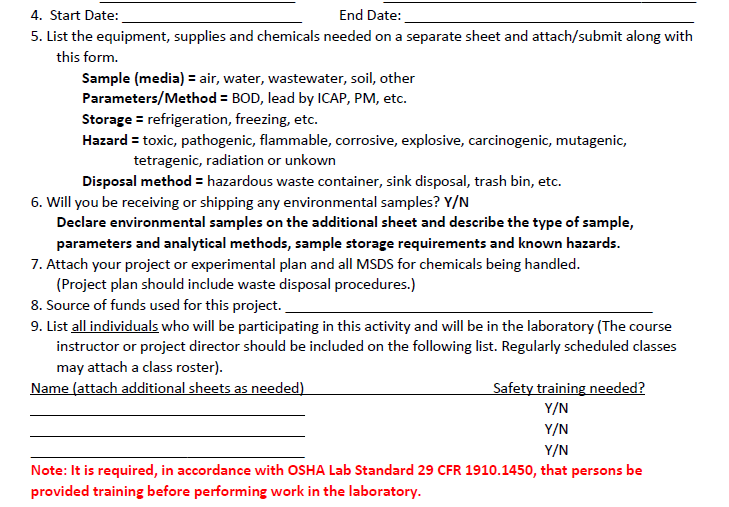 4. Start Date: ___________________________ End Date: ___________________________________________
5. List the equipment, supplies and chemicals needed on a separate sheet and attach/submit along with
this form.
Sample (media) = air, water, wastewater, soil, other
Parameters/Method = BOD, lead by ICAP, PM, etc.
Storage = refrigeration, freezing, etc.
Hazard = toxic, pathogenic, flammable, corrosive, explosive, carcinogenic, mutagenic,
tetragenic, radiation or unkown
Disposal method = hazardous waste container, sink disposal, trash bin, etc.
6. Will you be receiving or shipping any environmental samples? Y/N
Declare environmental samples on the additional sheet and describe the type of sample,
parameters and analytical methods, sample storage requirements and known hazards.
7. Attach your project or experimental plan and all MSDS for chemicals being handled.
(Project plan should include waste disposal procedures.)
8. Source of funds used for this project. _______________________________________________________
9. List all individuals who will be participating in this activity and will be in the laboratory (The course
instructor or project director should be included on the following list. Regularly scheduled classes
may attach a class roster).
Name (attach additional sheets as needed) Safety training needed?
_________________________________________ Y/N
_________________________________________ Y/N
_________________________________________ Y/N
Note: It is required, in accordance with OSHA Lab Standard 29 CFR 1910.1450, that persons be
provided training before performing work in the laboratory.